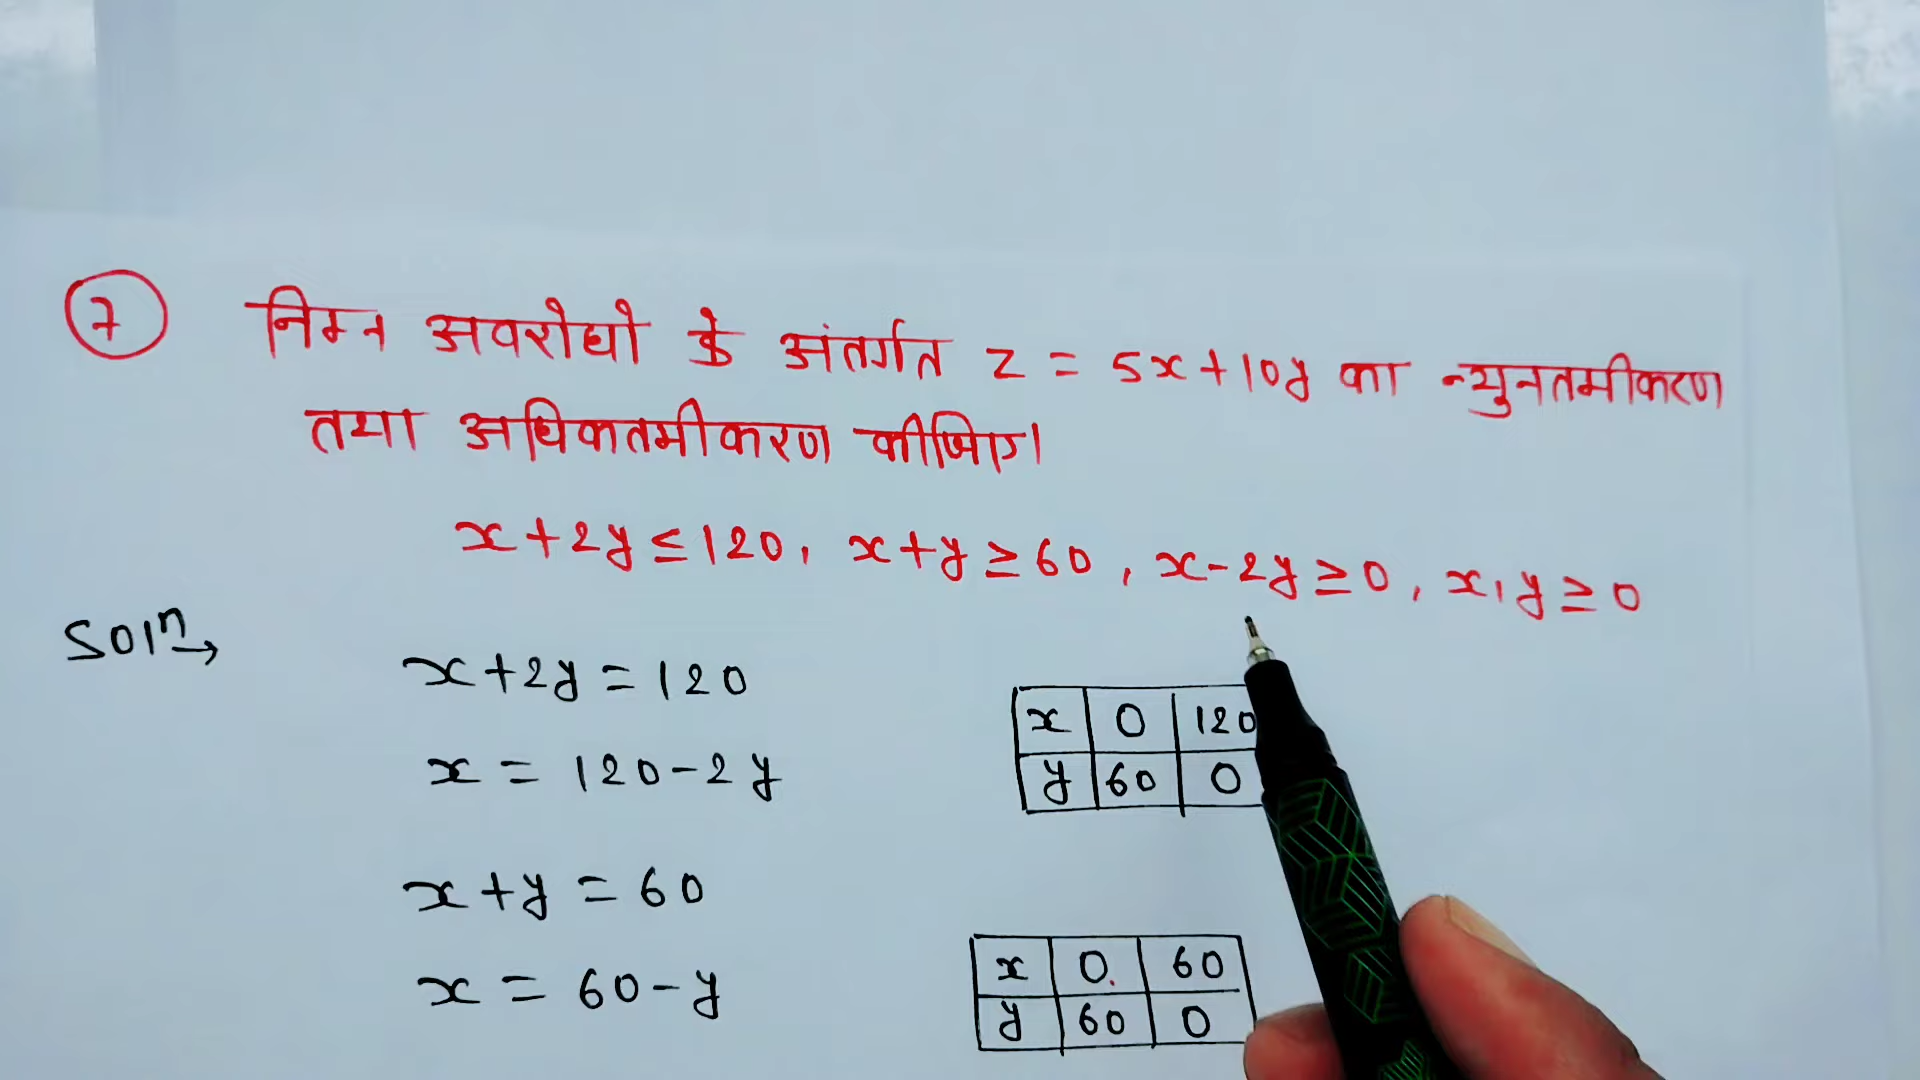 7 निम्न अवरोधो के अंतर्गत z = 5x+10y का न्युनतमीकरण
तथा अधिकतमीकरण कीजिए।
x+2y≤120, x+y≥60, x-2y≥0, x,y≥0
Solⁿ→
x+2y=120
x = 120-2y
x 0 120
y 60 0
x+y = 60
x = 60-y
x 0 60
y 60 0